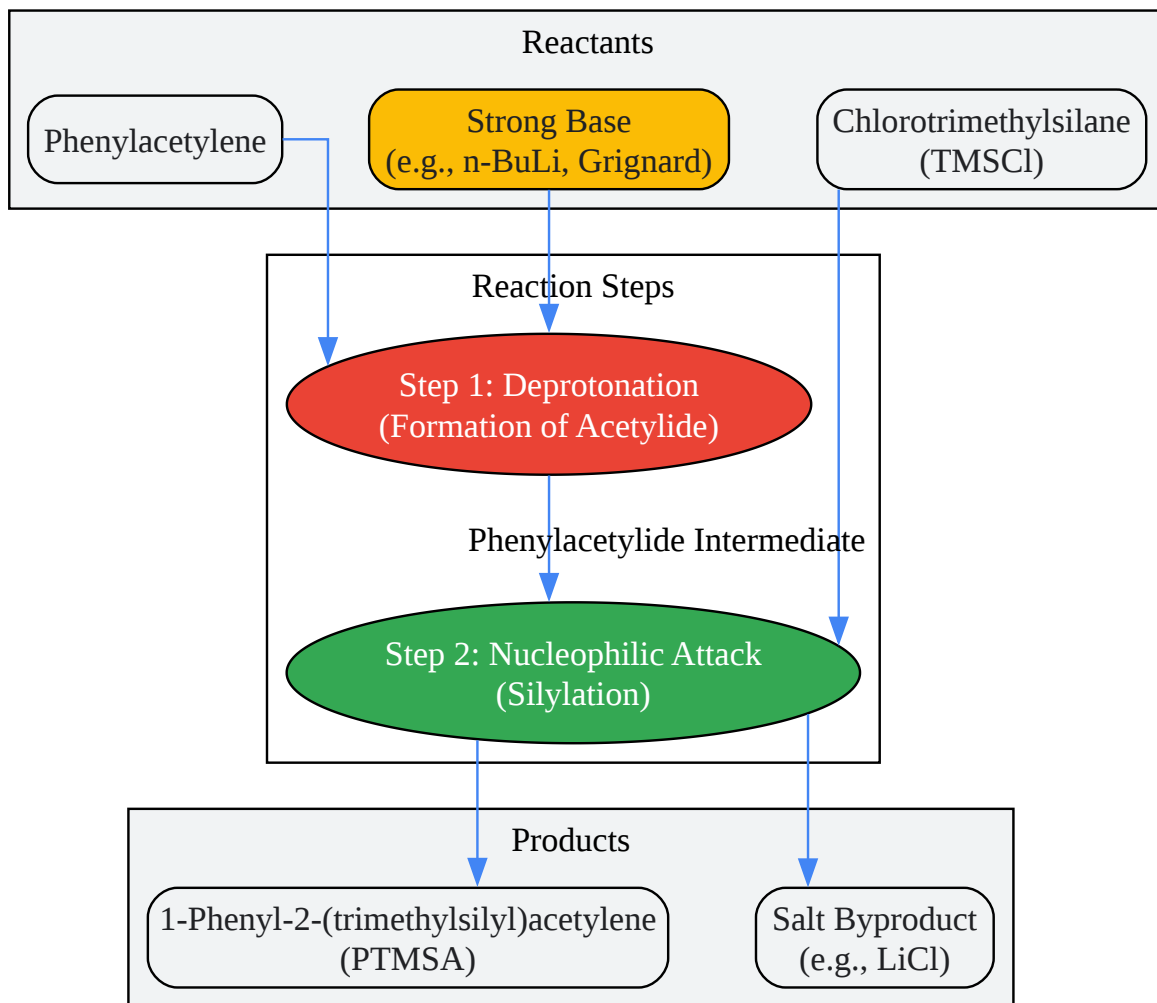 Reactants
Phenylacetylene
Strong Base
(e.g., n-BuLi, Grignard)
Chlorotrimethylsilane
(TMSCl)
Reaction Steps
Step 1: Deprotonation
(Formation of Acetylide)
Phenylacetylide Intermediate
Step 2: Nucleophilic Attack
(Silylation)
Products
1-Phenyl-2-(trimethylsilyl)acetylene
(PTMSA)
Salt Byproduct
(e.g., LiCl)